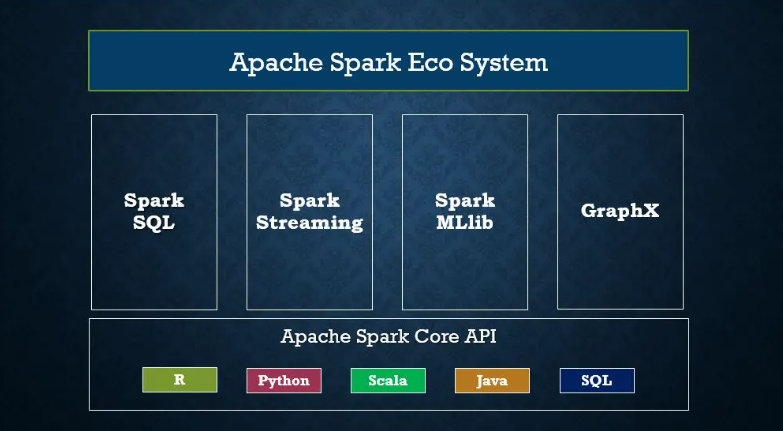 Apache Spark Eco System
Spark
SQL
Spark
Streaming
Spark
MLlib
GraphX
Apache Spark Core API
R
Python
Scala
Java
SQL